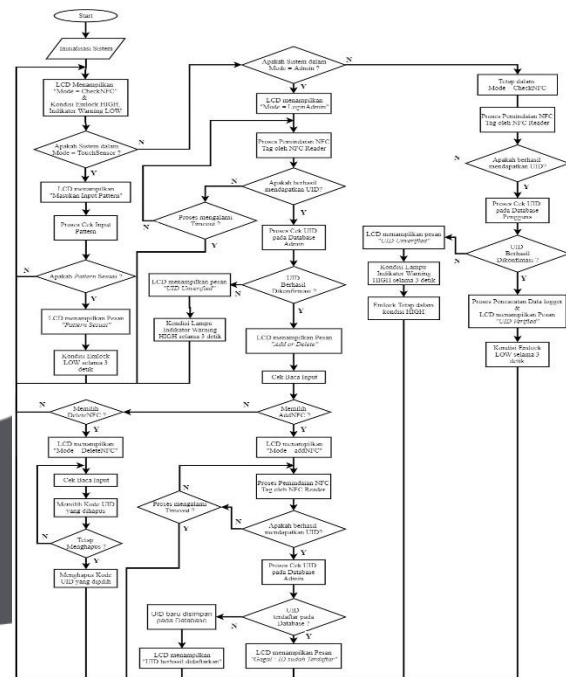 Start
Inisialisasi Sistem
LCD Menampilkan
"Mode = CheckNFC"
&
Kondisi Emlock HIGH,
Indikator Warning LOW
Apakah Sistem dalam
Mode = TouchSensor ?
N
Y
LCD menampilkan
"Masukan Input Pattern"
Proses Cek Input
Pattern
Apakah Pattern Sesuai ?
N
Y
LCD menampilkan Pesan
"Pattern Sesuai"
Kondisi Emlock
LOW selama 3
detik
Apakah Sistem dalam
Mode = Admin ?
N
Y
LCD menampilkan
"Mode = LoginAdmin"
Proses Pemindaian NFC
Tag oleh NFC Reader
Apakah berhasil
mendapatkan UID?
N
Y
Proses mengalami
Timeout ?
N
Y
Proses Cek UID
pada Database
Admin
UID
Berhasil
Dikonfirmasi ?
N
Y
LCD menampilkan pesan
"UID Unverified"
Kondisi Lampu
Indikator Warning
HIGH selama 3 detik
LCD menampilkan Pesan
"Add or Delete"
Cek Baca Input
Memilih
AddNFC ?
N
Y
Memilih
DeleteNFC ?
N
Y
LCD menampilkan
"Mode = DeleteNFC"
Cek Baca Input
Memilih Kode UID
yang dihapus
Tetap
Menghapus ?
N
Y
Menghapus Kode
UID yang dipilih
LCD menampilkan
"Mode = addNFC"
Proses Pemindaian NFC
Tag oleh NFC Reader
Apakah berhasil
mendapatkan UID?
N
Y
Proses mengalami
Timeout ?
N
Y
Proses Cek UID
pada Database
Admin
UID
terdaftar pada
Database ?
N
Y
UID baru disimpan
pada Database
LCD menampilkan
"UID berhasil didaftarkan"
LCD menampilkan Pesan
"Gagal : ID sudah Terdaftar"
Tetap dalam
Mode = CheckNFC
Proses Pemindaian NFC
Tag oleh NFC Reader
Apakah berhasil
mendapatkan UID?
N
Y
Proses Cek UID
pada Database
Pengguna
UID
Berhasil
Dikonfirmasi ?
N
Y
LCD menampilkan pesan
"UID Unverified"
Kondisi Lampu
Indikator Warning
HIGH selama 3 detik
Emlock Tetap dalam
kondisi HIGH
Proses Pencatatan Data logger
&
LCD menampilkan Pesan
"UID Verified"
Kondisi Emlock
LOW selama 3
detik